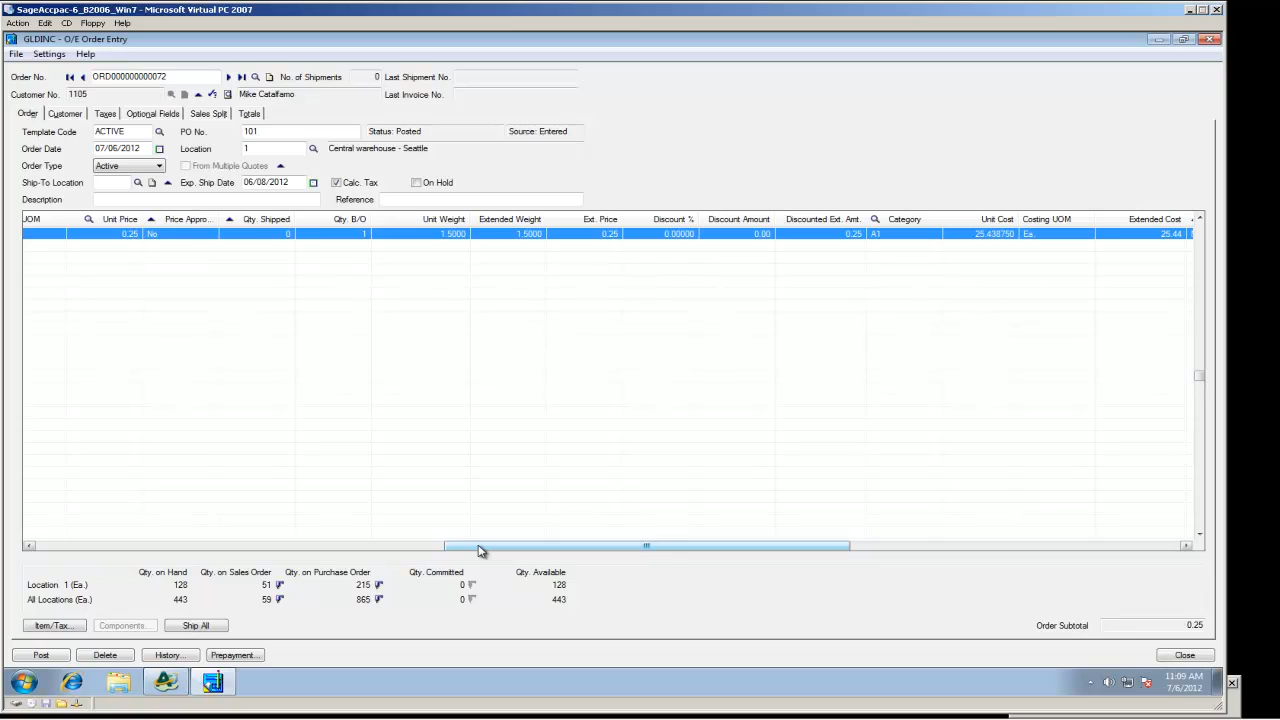 SageAccpac-6_B2006_Win7 - Microsoft Virtual PC 2007
Action Edit CD Floppy Help
GLDINC - O/E Order Entry
File Settings Help
Order No. ORD000000000072 No. of Shipments 0 Last Shipment No.
Customer No. 1105 Mike Catalfamo Last Invoice No.
Order Customer Taxes Optional Fields Sales Split Totals
Template Code ACTIVE PO No. 101 Status: Posted Source: Entered
Order Date 07/06/2012 Location 1 Central warehouse - Seattle
Order Type Active From Multiple Quotes
Ship-To Location Exp. Ship Date 06/08/2012 Calc. Tax On Hold
Description Reference
UOM Unit Price Price Appro... Qty. Shipped Qty. B/O Unit Weight Extended Weight Ext. Price Discount % Discount Amount Discounted Ext. Amt. Category Unit Cost Costing UOM Extended Cost
0.25 No 0 1 1.5000 1.5000 0.25 0.00000 0.00 0.25 A1 25.438750 Ea. 25.44
Qty. on Hand Qty. on Sales Order Qty. on Purchase Order Qty. Committed Qty. Available
Location 1 (Ea.) 128 51 215 0 128
All Locations (Ea.) 443 59 865 0 443
Item/Tax... Components... Ship All Order Subtotal 0.25
Post Delete History... Prepayment... Close
11:09 AM
7/6/2012